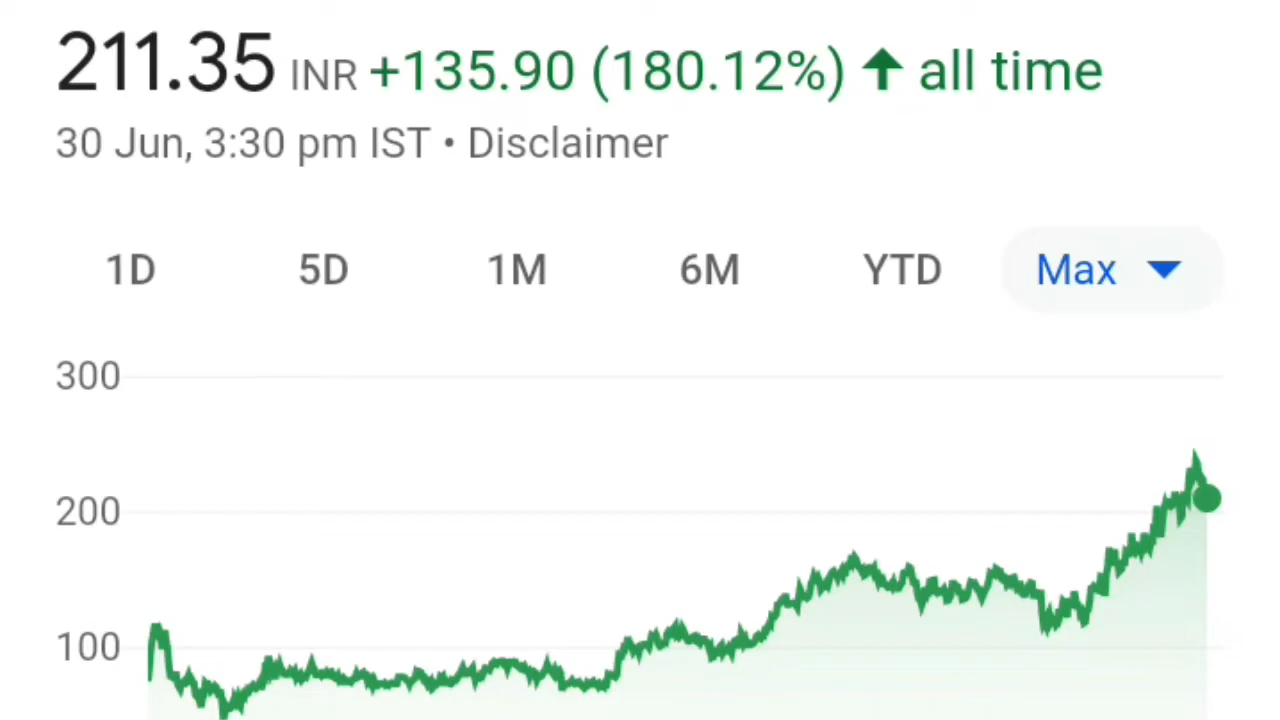 211.35 INR +135.90 (180.12%) ↑ all time
30 Jun, 3:30 pm IST • Disclaimer
1D 5D 1M 6M YTD Max
300
200
100